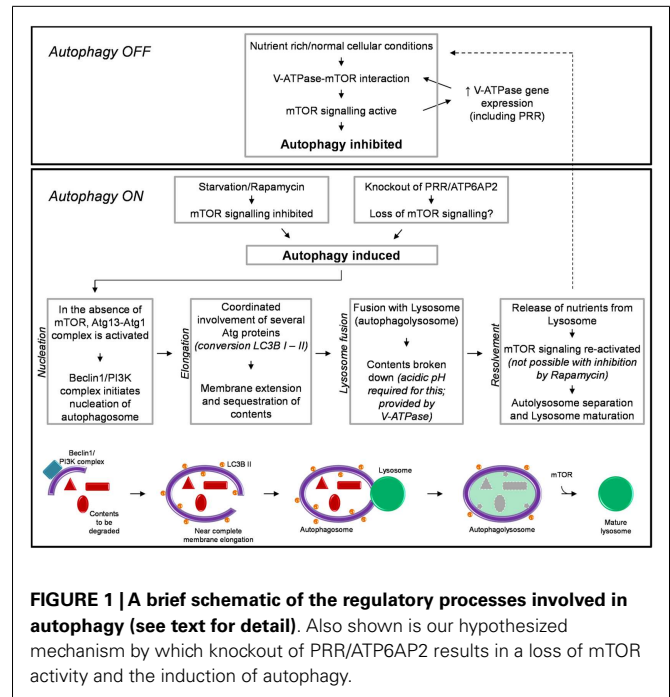 Autophagy OFF
Nutrient rich/normal cellular conditions
V-ATPase-mTOR interaction
mTOR signalling active
Autophagy inhibited
↑ V-ATPase gene
expression
(including PRR)
Autophagy ON
Starvation/Rapamycin
mTOR signalling inhibited
Knockout of PRR/ATP6AP2
Loss of mTOR signalling?
Autophagy induced
Nucleation
In the absence of
mTOR, Atg13-Atg1
complex is activated
Beclin1/PI3K
complex initiates
nucleation of
autophagosome
Elongation
Coordinated
involvement of several
Atg proteins
(conversion LC3B I – II)
Membrane extension
and sequestration of
contents
Lysosome fusion
Fusion with Lysosome
(autophagolysosome)
Contents broken
down (acidic pH
required for this;
provided by
V-ATPase)
Resolvement
Release of nutrients from
Lysosome
mTOR signaling re-activated
(not possible with inhibition
by Rapamycin)
Autolysosome separation
and Lysosome maturation
Beclin1/
PI3K complex
Contents
to be
degraded
LC3B II
Near complete
membrane elongation
Lysosome
Autophagosome
Autophagolysosome
mTOR
Mature
lysosome
FIGURE 1 | A brief schematic of the regulatory processes involved in
autophagy (see text for detail). Also shown is our hypothesized
mechanism by which knockout of PRR/ATP6AP2 results in a loss of mTOR
activity and the induction of autophagy.